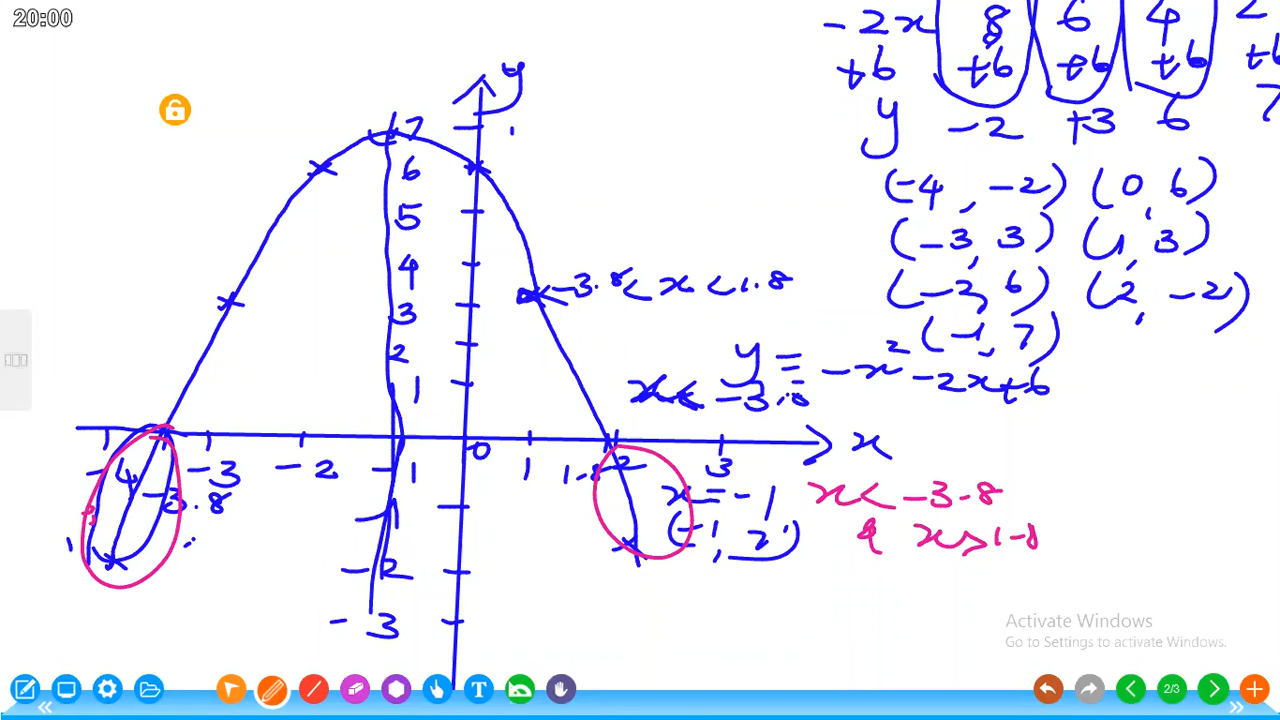 20:00
-2x 8 6 4
+6 +6 +6 +6 +6
y -2 +3 6 7
y
7
6
5
4
3
2
1
(-4, -2) (0, 6)
(-3, 3) (1, 3)
(-2, 6) (2, -2)
(-1, 7)
-3.8 < x < 1.8
y = -x² - 2x + 6
x < -3.8
-4 -3 -2 -1 0 1 2 3 x
-3.8 1.8
x = -1
(-1, 7)
x < -3.8
& x > 1.8
-2
-3
Activate Windows
Go to Settings to activate Windows.
T
2/3